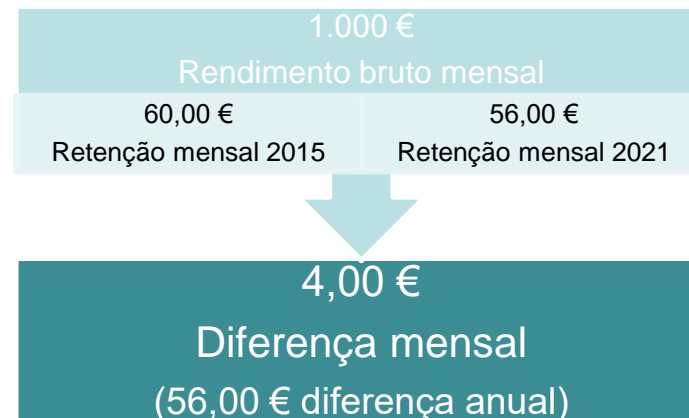 1.000 €
Rendimento bruto mensal
60,00 €
Retenção mensal 2015
56,00 €
Retenção mensal 2021
4,00 €
Diferença mensal
(56,00 € diferença anual)